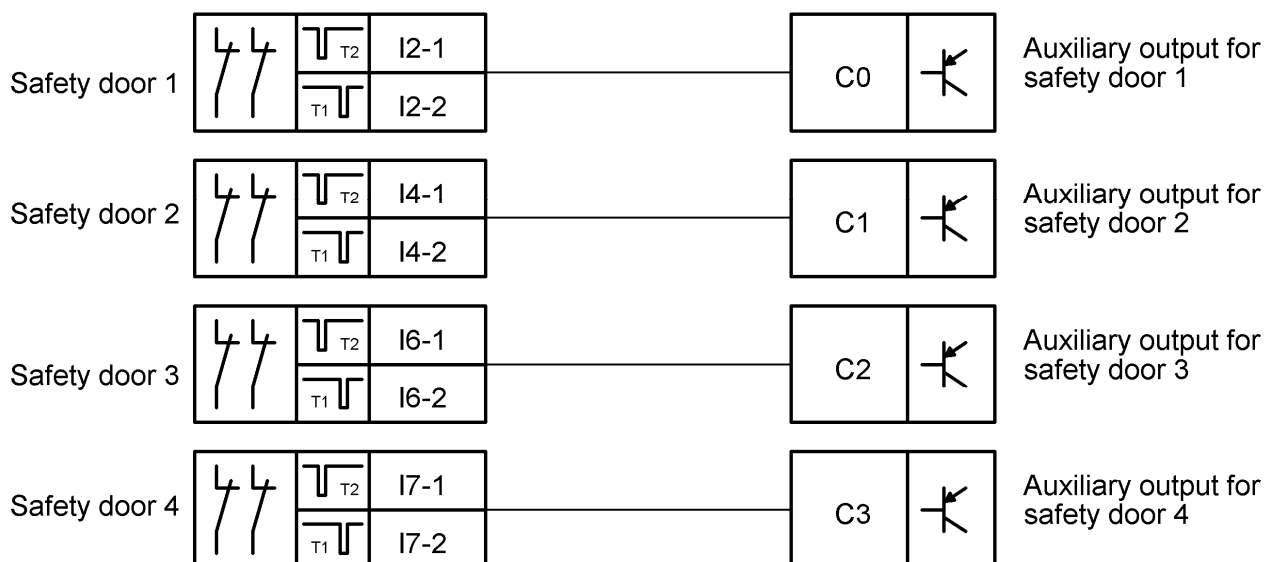 Safety door 1
T2
I2-1
T1
I2-2
C0
Auxiliary output for
safety door 1
Safety door 2
T2
I4-1
T1
I4-2
C1
Auxiliary output for
safety door 2
Safety door 3
T2
I6-1
T1
I6-2
C2
Auxiliary output for
safety door 3
Safety door 4
T2
I7-1
T1
I7-2
C3
Auxiliary output for
safety door 4